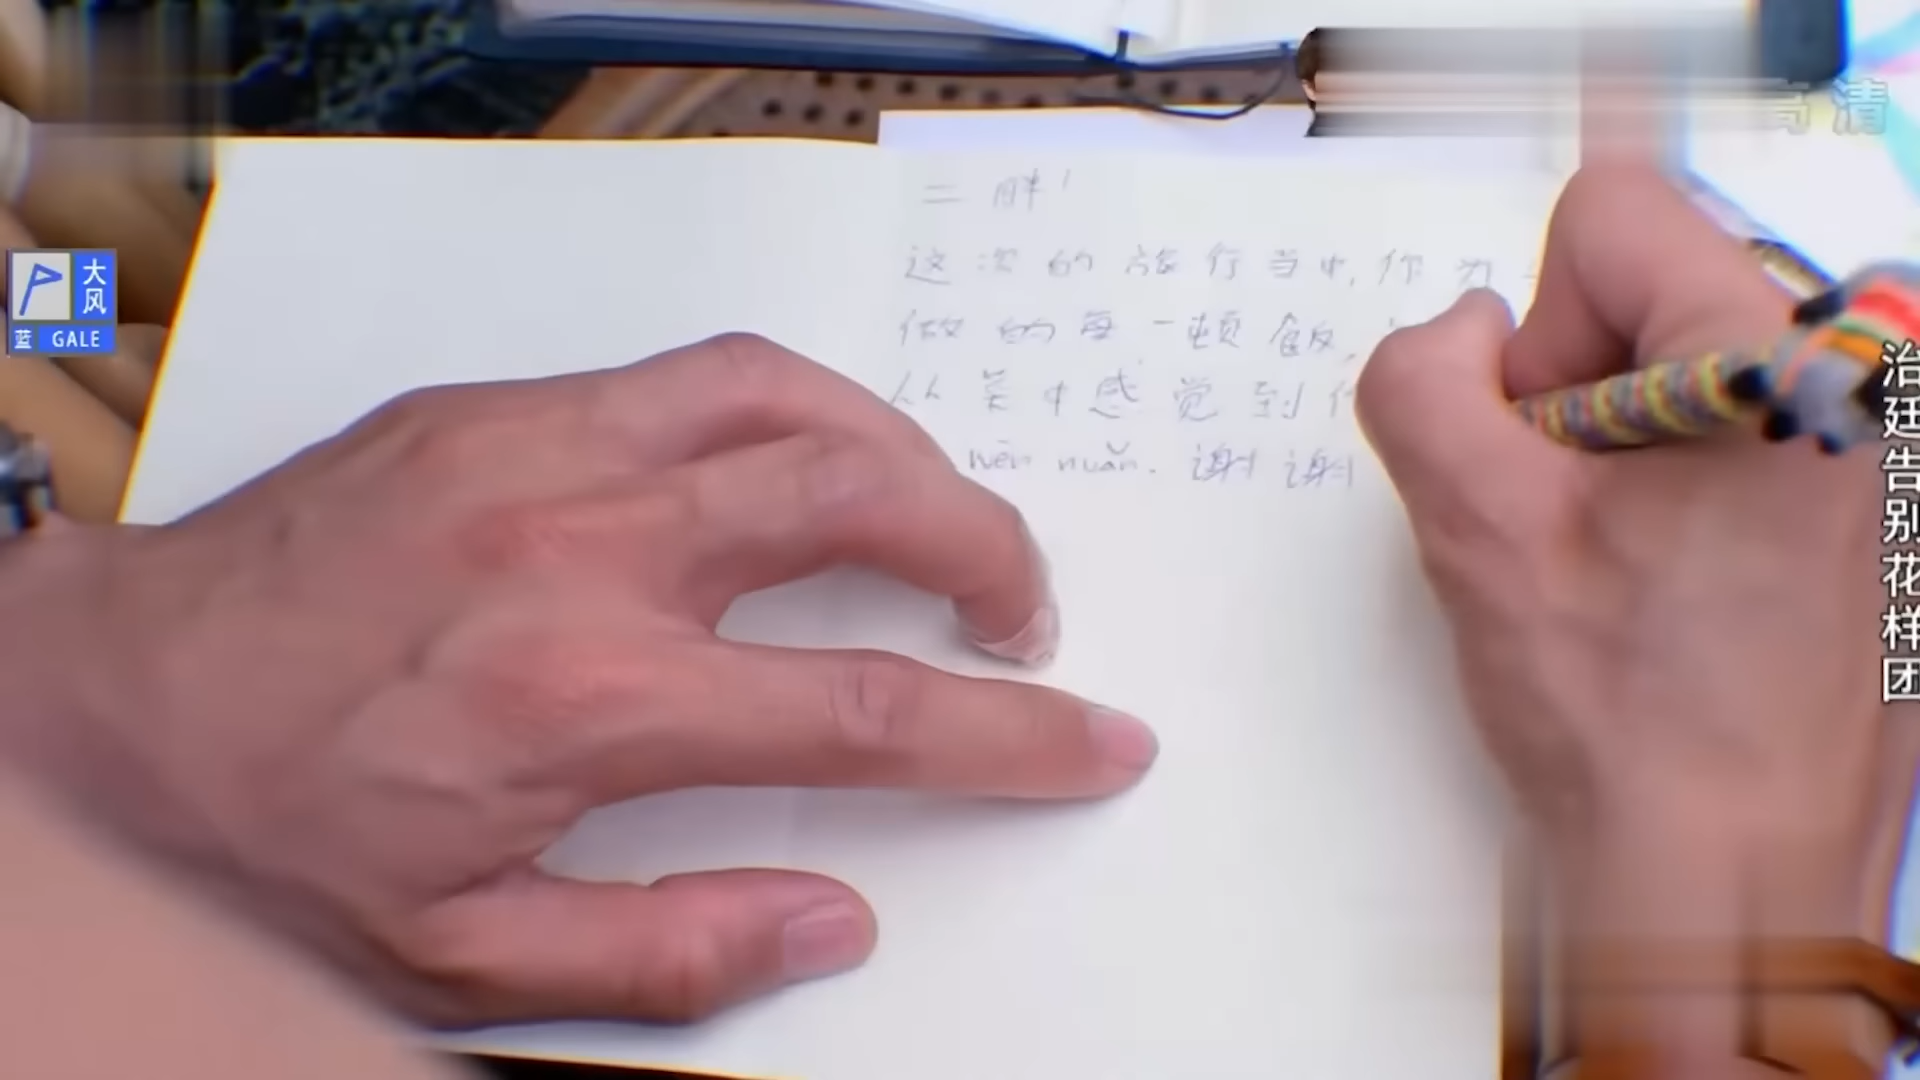 高清
大风
蓝 GALE
二胖!
这次的旅行当中,你为
做的每一顿饭,
从菜中感觉到
wēn nuǎn. 谢谢
治廷告别花样团